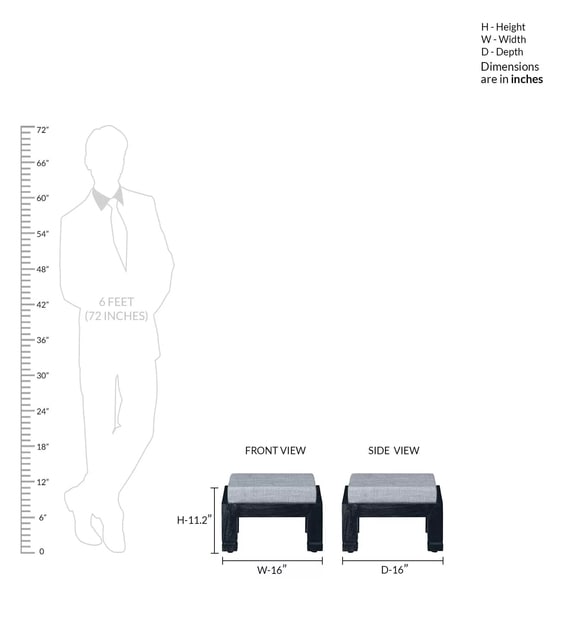 H - Height
W - Width
D - Depth
Dimensions
are in inches
72"
66"
60"
54"
48"
42"
36"
30"
24"
18"
12"
6"
0
6 FEET
(72 INCHES)
FRONT VIEW
SIDE VIEW
H-11.2"
W-16"
D-16"